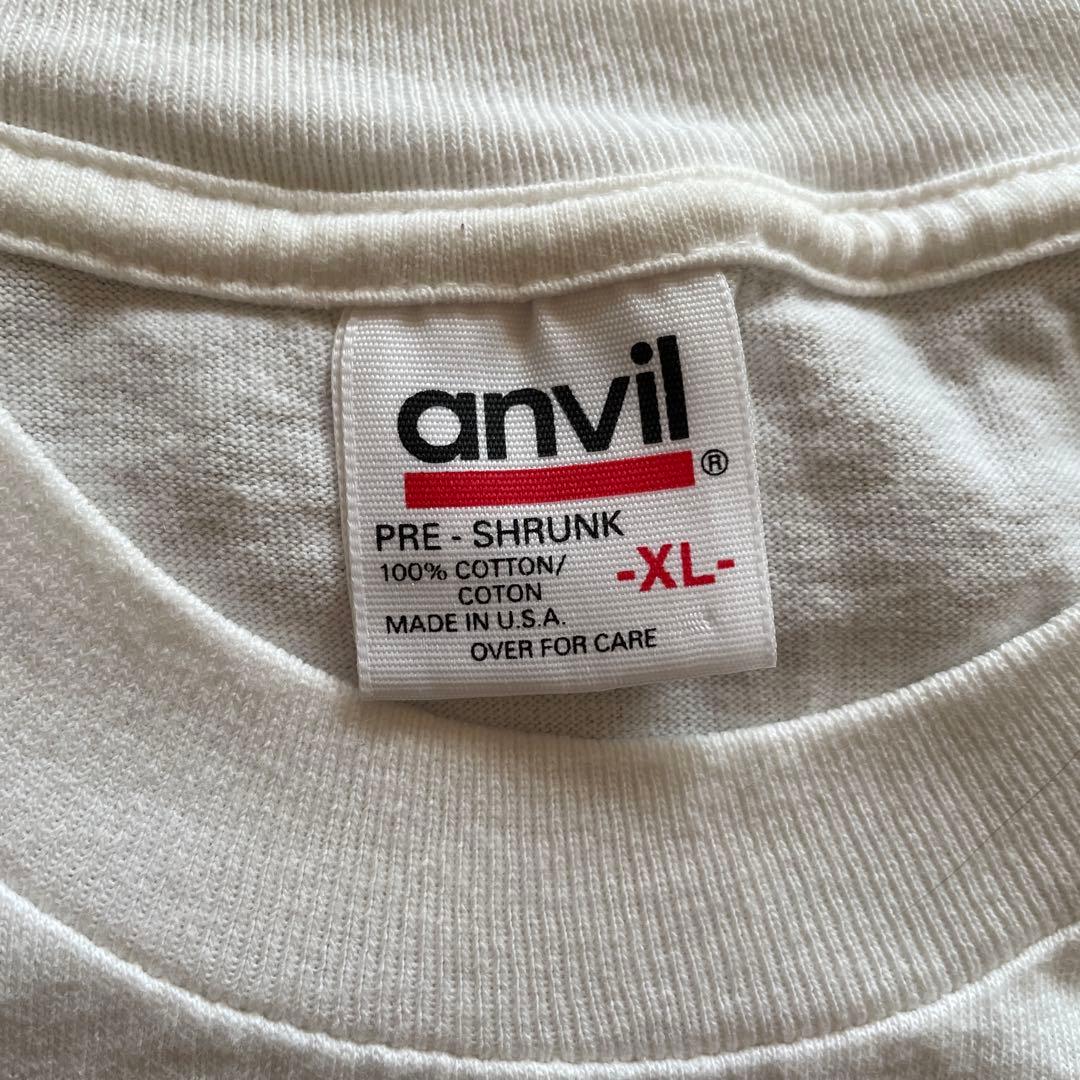 anvil®
PRE - SHRUNK
100% COTTON/ -XL-
COTON
MADE IN U.S.A.
OVER FOR CARE